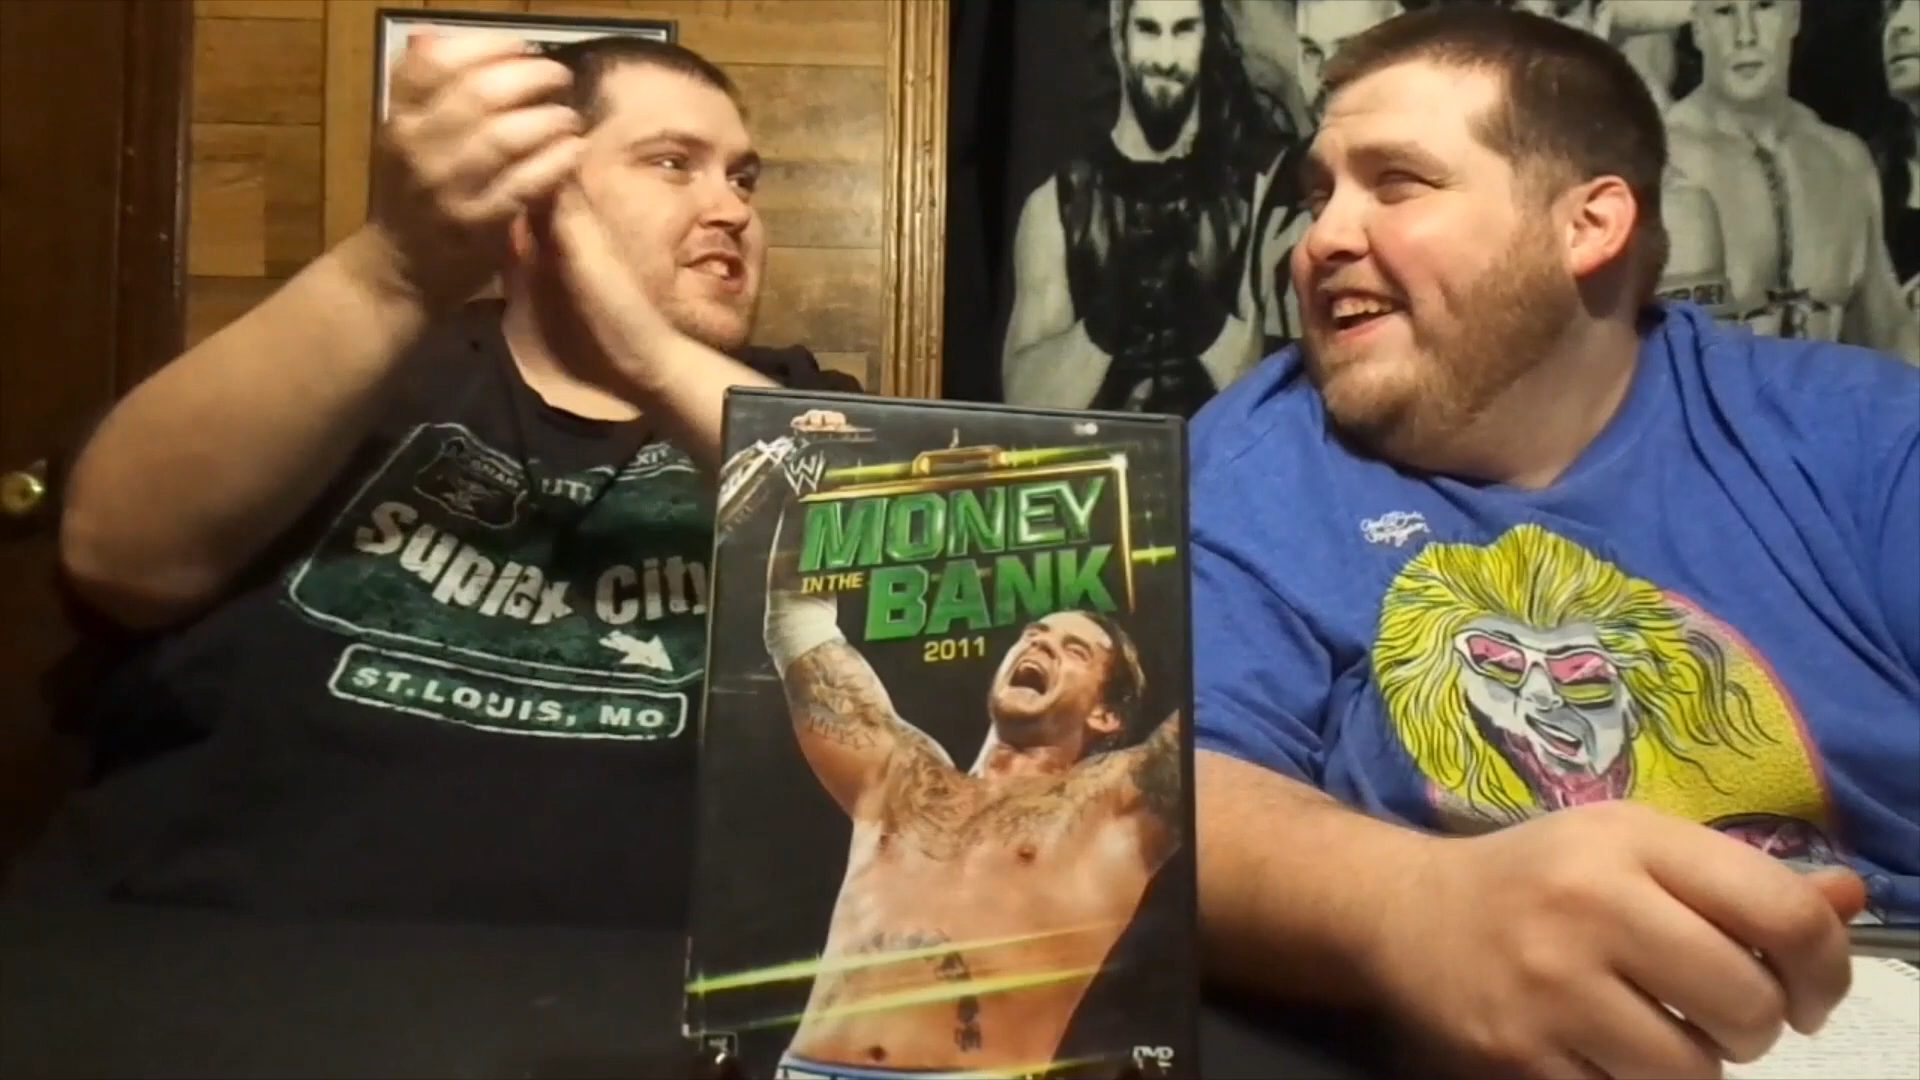 SUPLEX CITY
ST. LOUIS, MO
W
MONEY
IN THE
BANK
2011
DVD